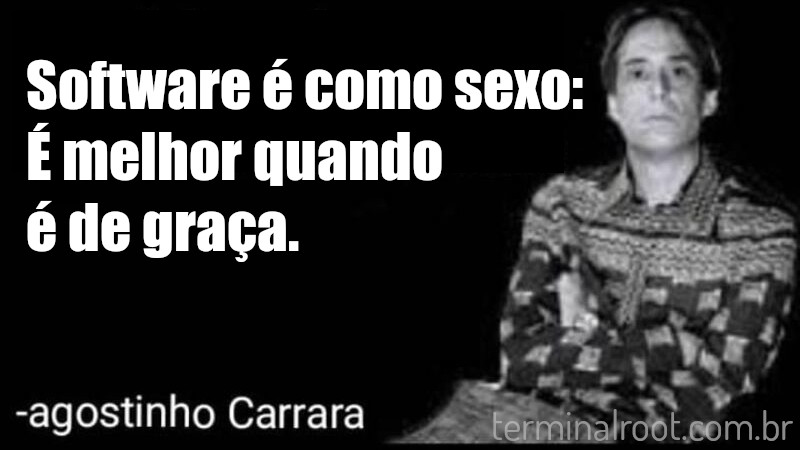 Software é como sexo:
É melhor quando
é de graça.
-agostinho Carrara
terminalroot.com.br